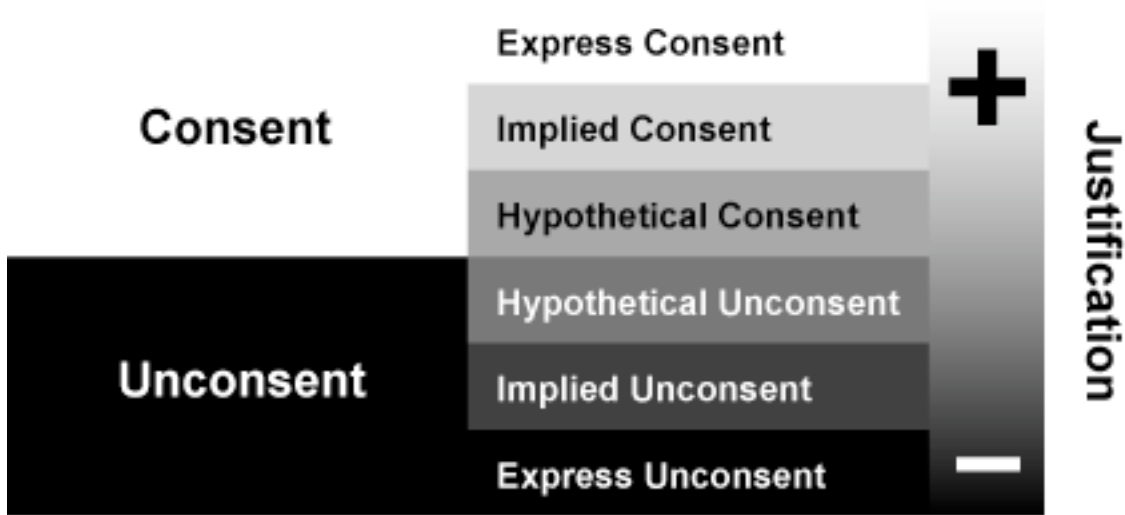 Consent
Express Consent
Implied Consent
Hypothetical Consent
Unconsent
Hypothetical Unconsent
Implied Unconsent
Express Unconsent
+
−
Justification